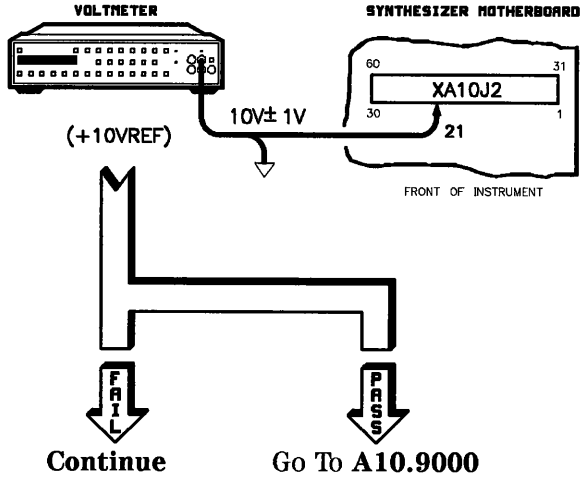 VOLTMETER
SYNTHESIZER MOTHERBOARD
60
31
XA10J2
30
1
10V± 1V
21
(+10VREF)
FRONT OF INSTRUMENT
FAIL
PASS
Continue
Go To A10.9000